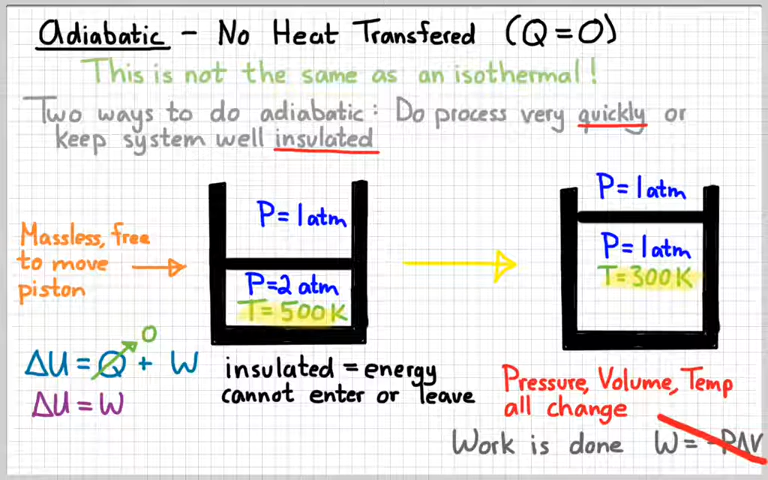 Adiabatic - No Heat Transfered (Q=0)
This is not the same as an isothermal!
Two ways to do adiabatic: Do process very quickly or
keep system well insulated
Massless, free
to move
piston
P=1atm
P=2 atm
T=500K
P=1atm
P=1atm
T=300K
ΔU = Q + W
0
ΔU = W
insulated = energy
cannot enter or leave
Pressure, Volume, Temp
all change
Work is done W = -PΔV